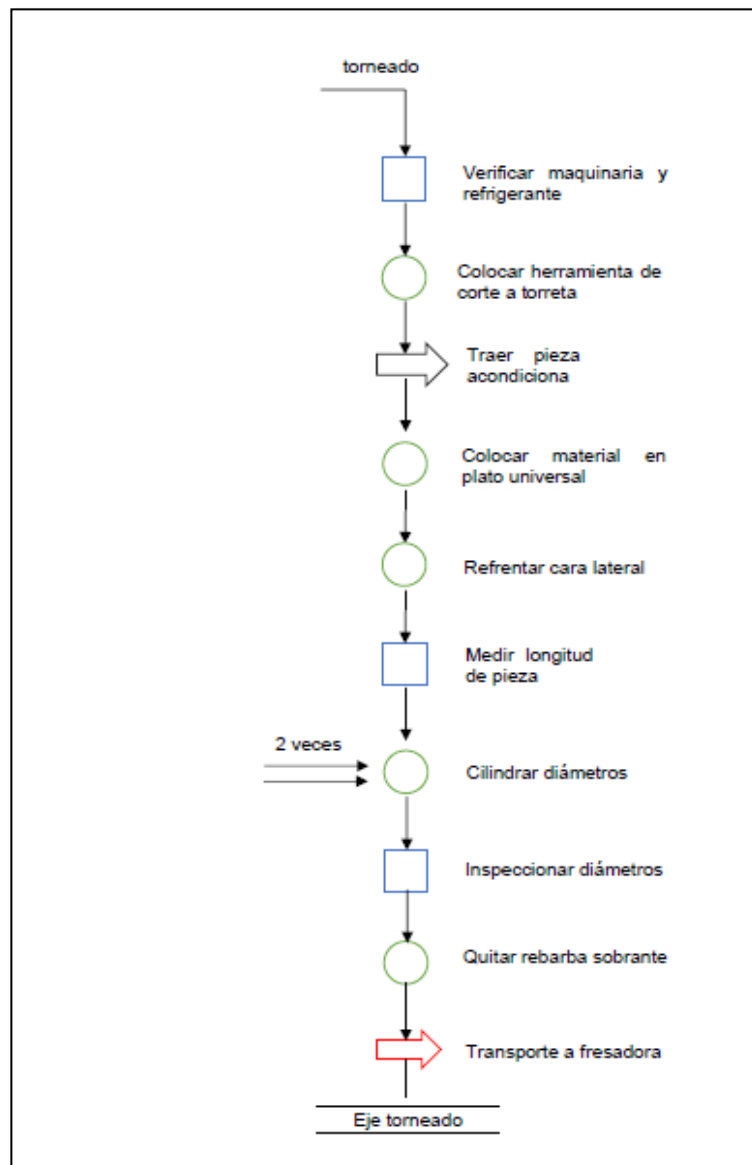 torneado
Verificar maquinaria y
refrigerante
Colocar herramienta de
corte a torreta
Traer pieza
acondiciona
Colocar material en
plato universal
Refrentar cara lateral
Medir longitud
de pieza
2 veces
Cilindrar diámetros
Inspeccionar diámetros
Quitar rebarba sobrante
Transporte a fresadora
Eje torneado